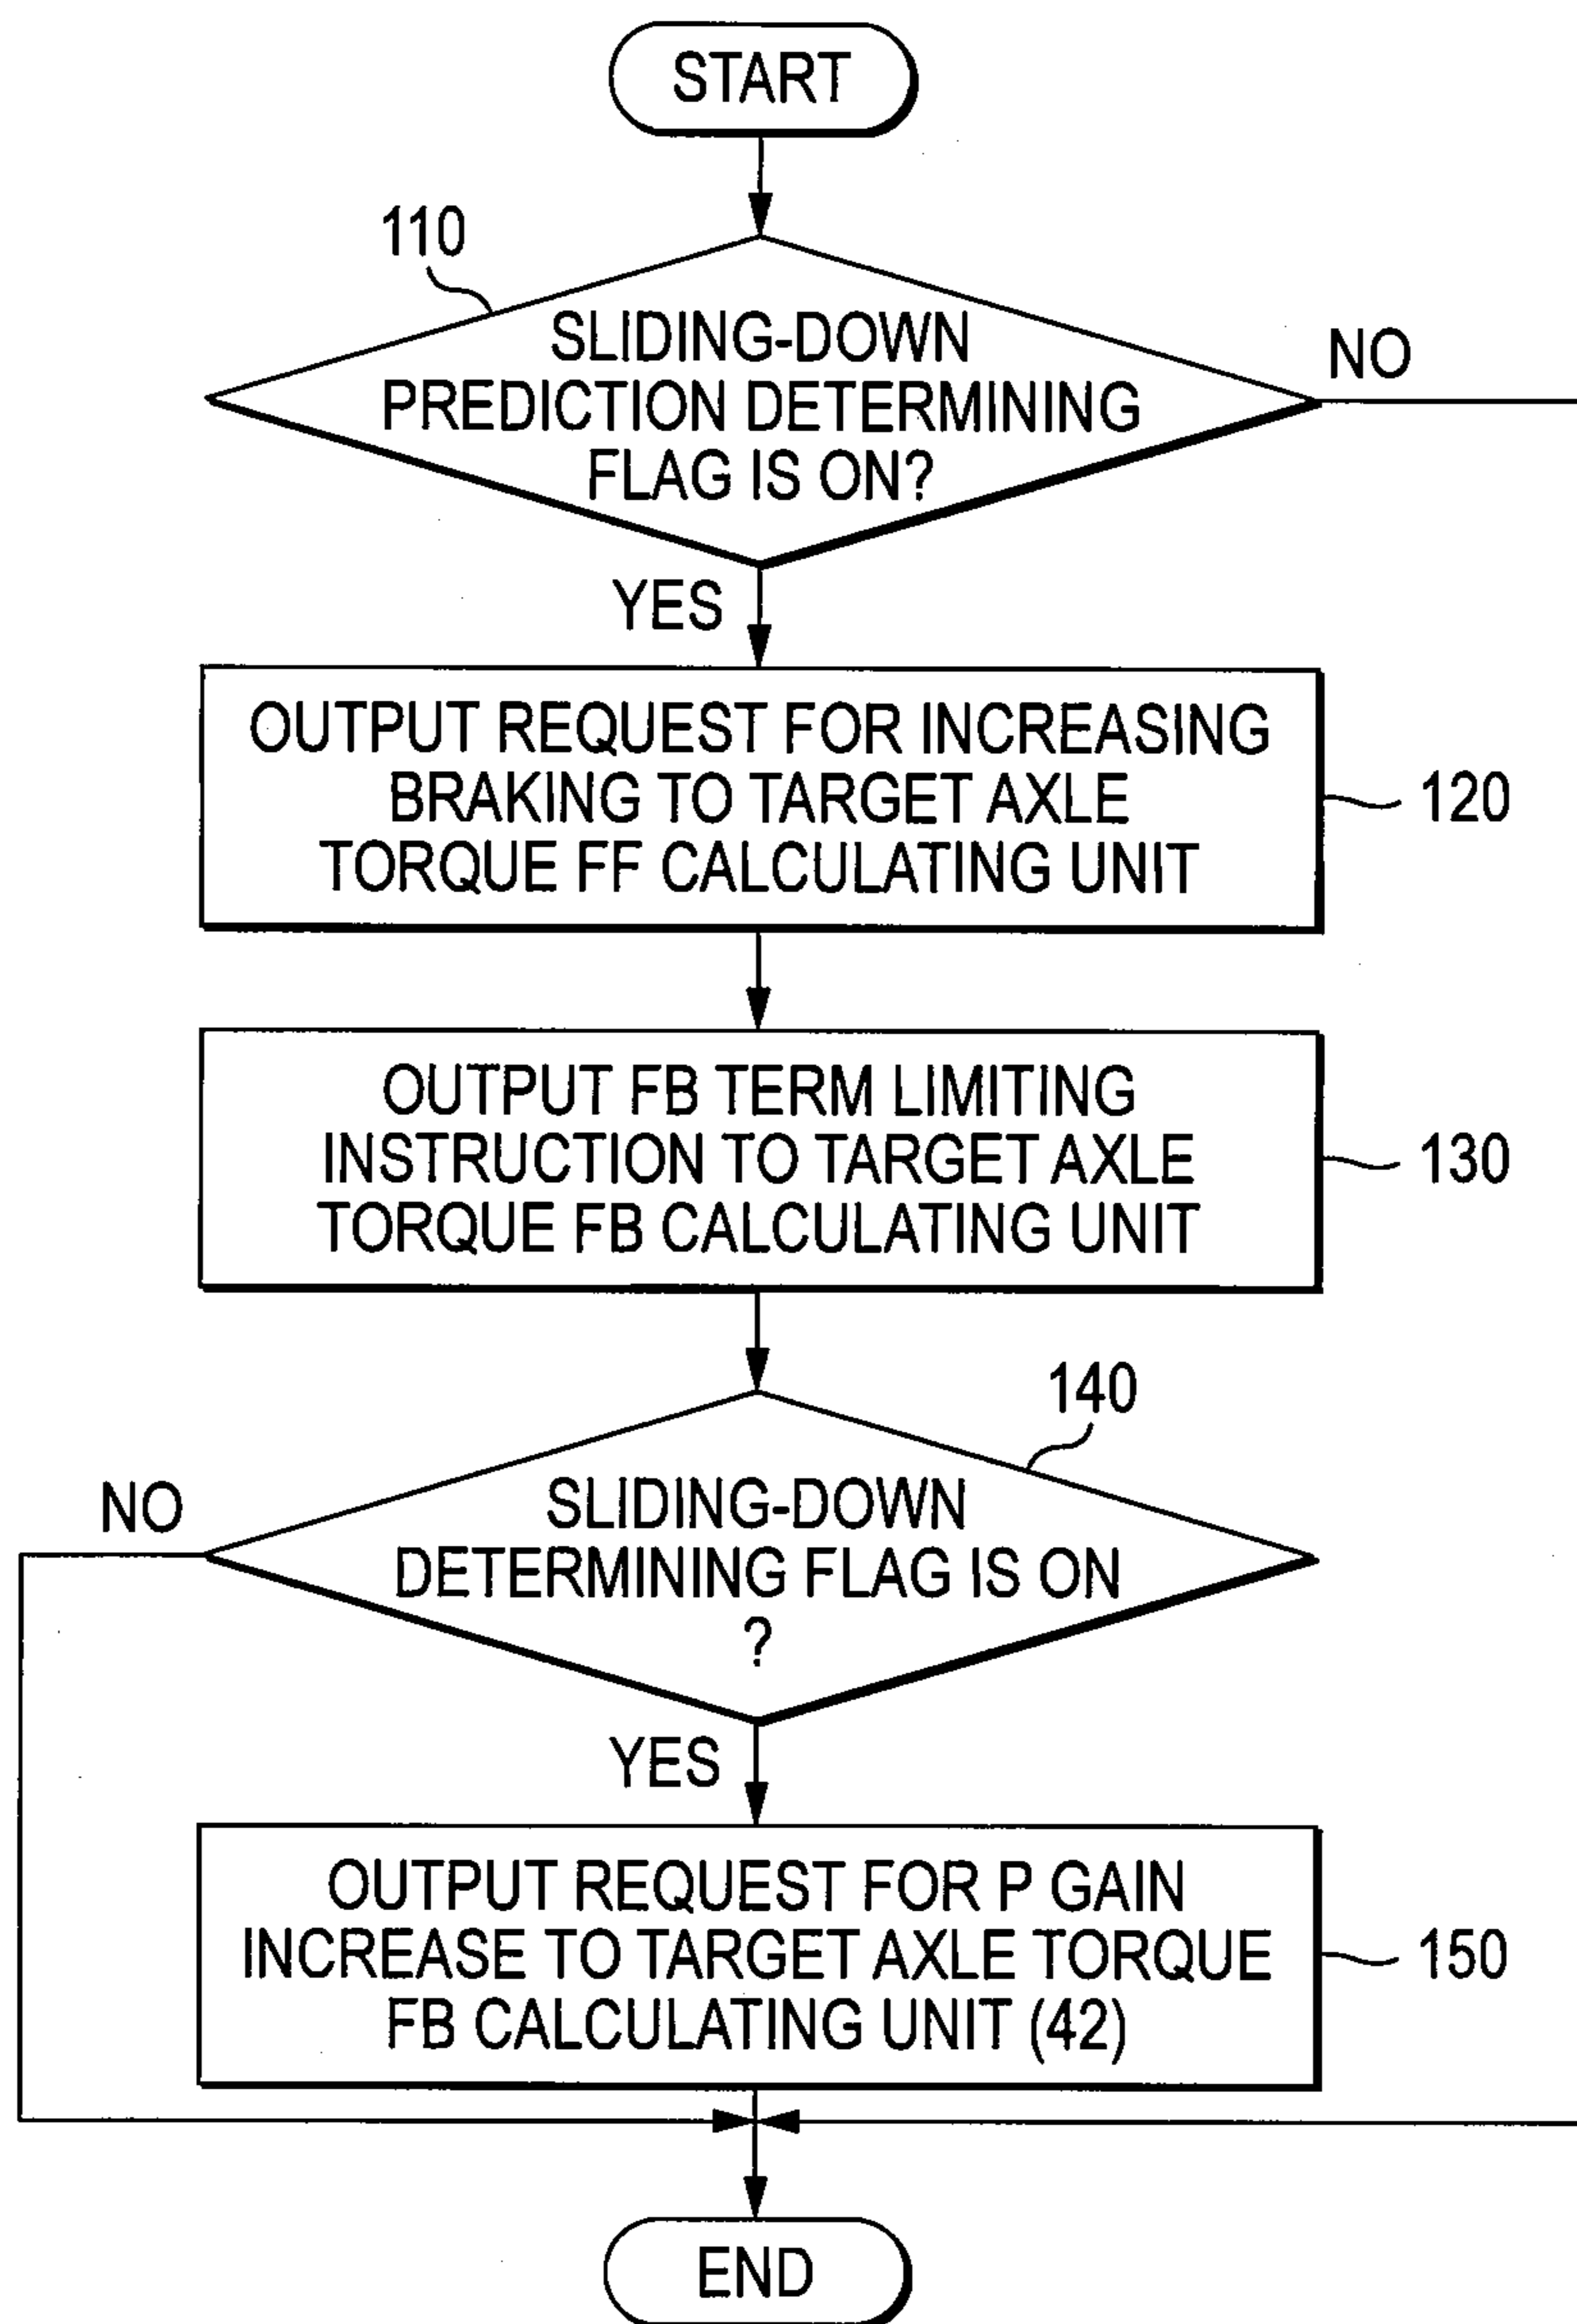 START
110
SLIDING-DOWN
PREDICTION DETERMINING
FLAG IS ON?
NO
YES
OUTPUT REQUEST FOR INCREASING
BRAKING TO TARGET AXLE
TORQUE FF CALCULATING UNIT
120
OUTPUT FB TERM LIMITING
INSTRUCTION TO TARGET AXLE
TORQUE FB CALCULATING UNIT
130
140
NO
SLIDING-DOWN
DETERMINING FLAG IS ON
?
YES
OUTPUT REQUEST FOR P GAIN
INCREASE TO TARGET AXLE TORQUE
FB CALCULATING UNIT (42)
150
END